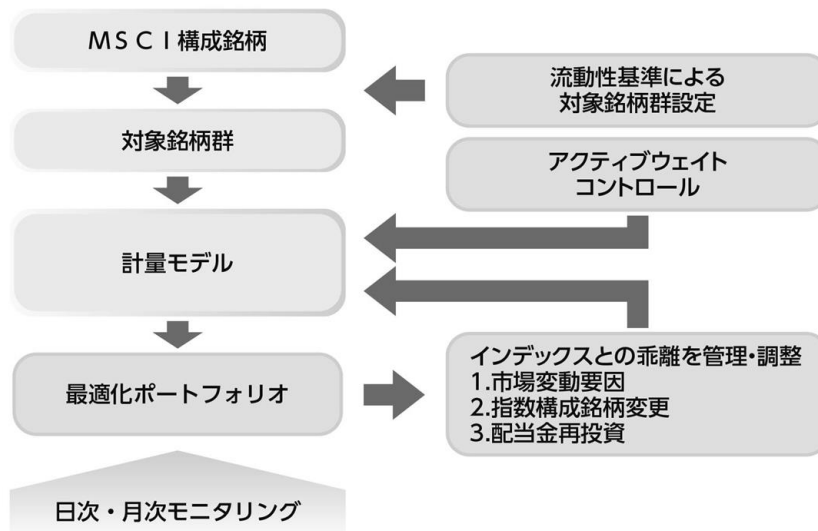 ＭＳＣＩ構成銘柄
流動性基準による
対象銘柄群設定
対象銘柄群
アクティブウェイト
コントロール
計量モデル
最適化ポートフォリオ
インデックスとの乖離を管理・調整
1.市場変動要因
2.指数構成銘柄変更
3.配当金再投資
日次・月次モニタリング